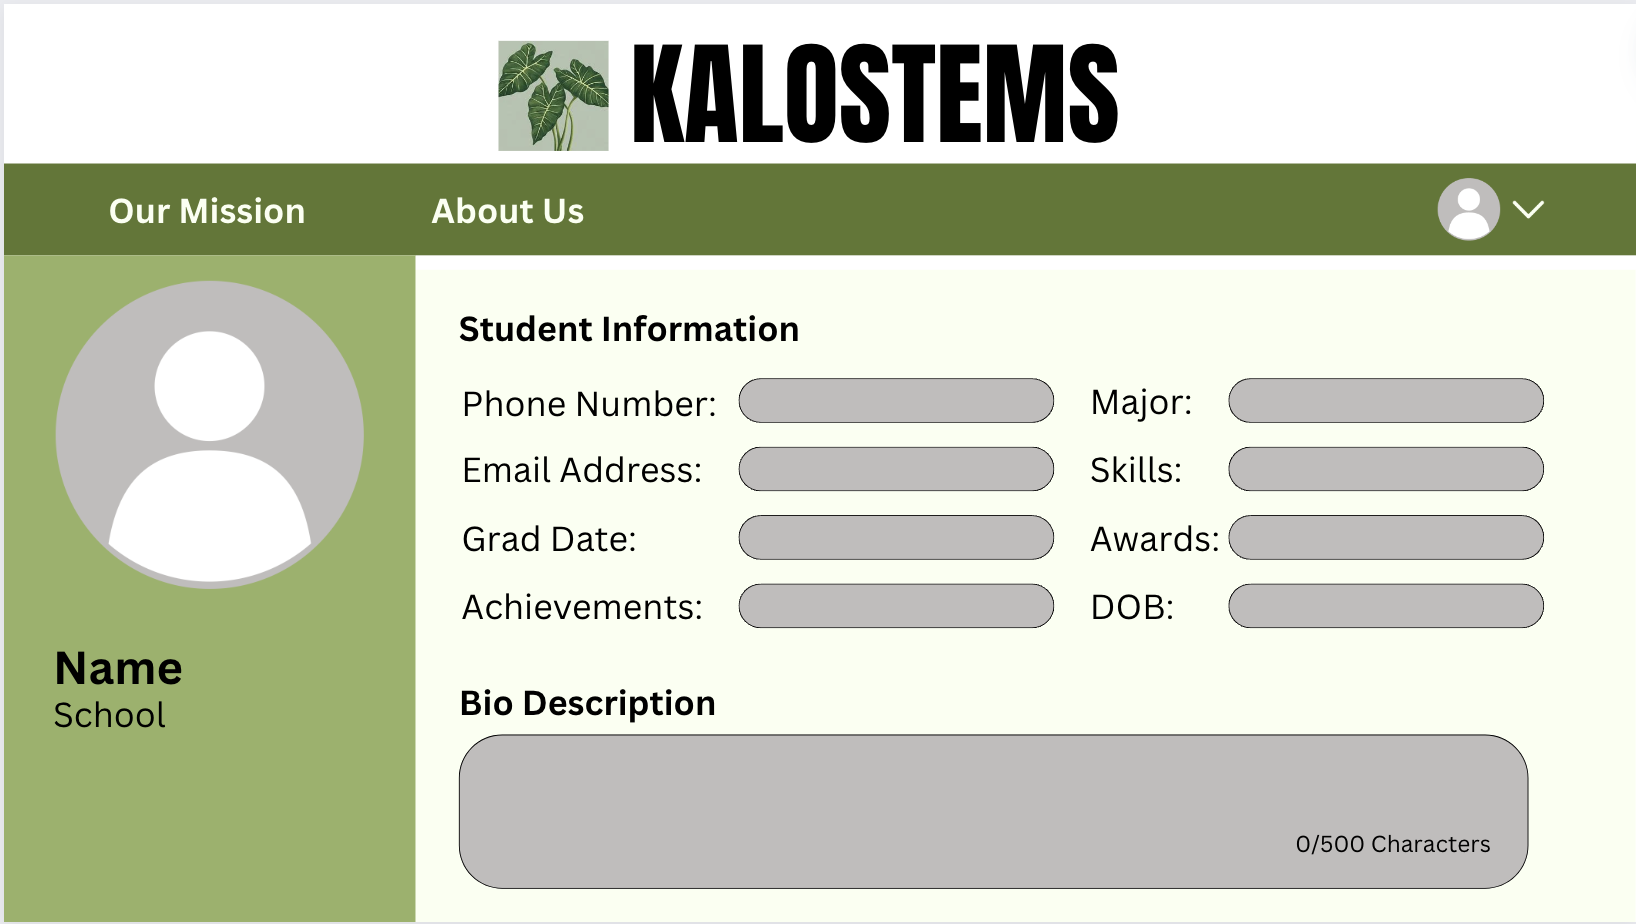 KALOSTEMS
Our Mission About Us
Student Information
Phone Number: Major:
Email Address: Skills:
Grad Date: Awards:
Achievements: DOB:
Name
School
Bio Description
0/500 Characters